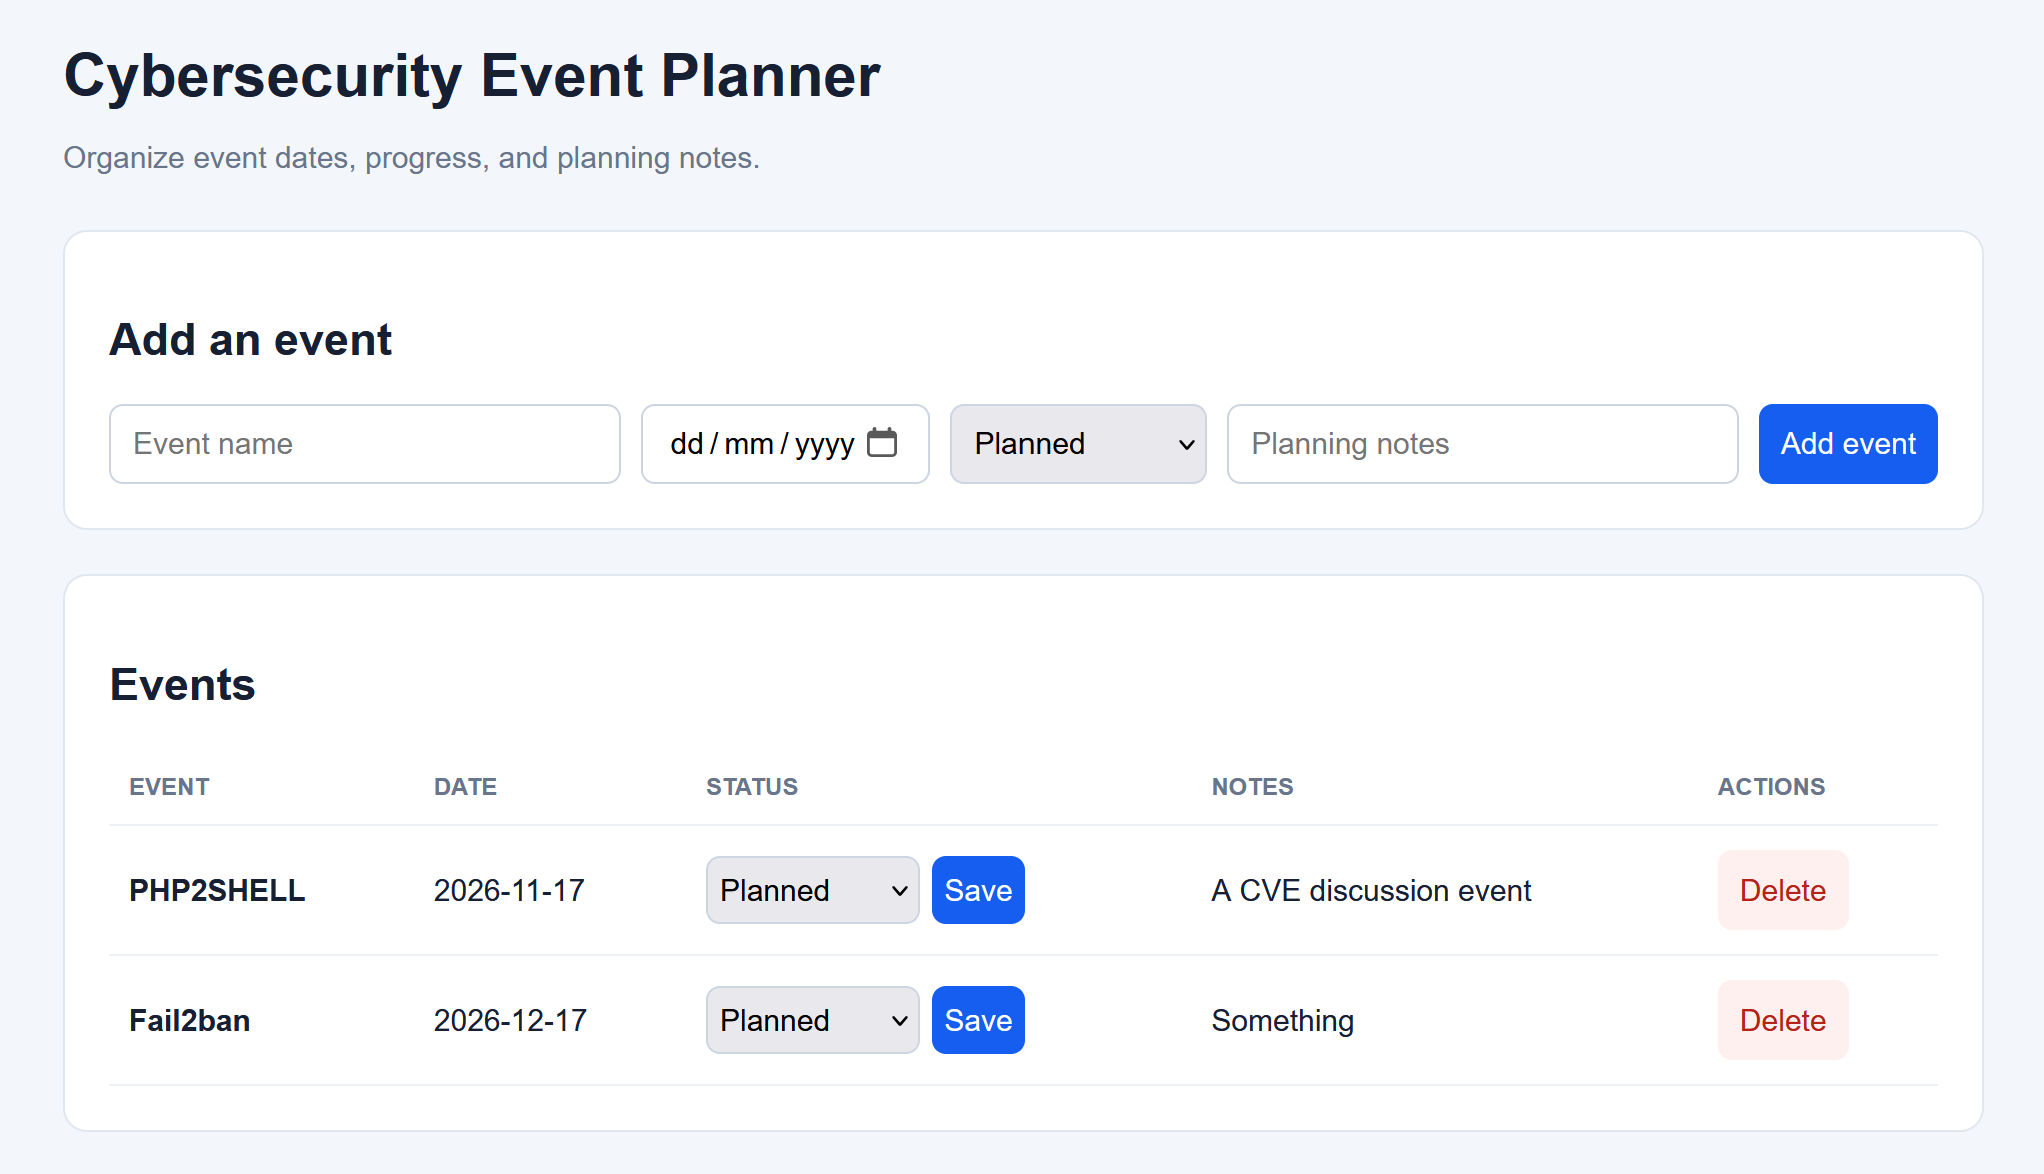 Cybersecurity Event Planner
Organize event dates, progress, and planning notes.
Add an event
Event name dd/mm/yyyy Planned Planning notes Add event
Events
EVENT DATE STATUS NOTES ACTIONS
PHP2SHELL 2026-11-17 Planned Save A CVE discussion event Delete
Fail2ban 2026-12-17 Planned Save Something Delete